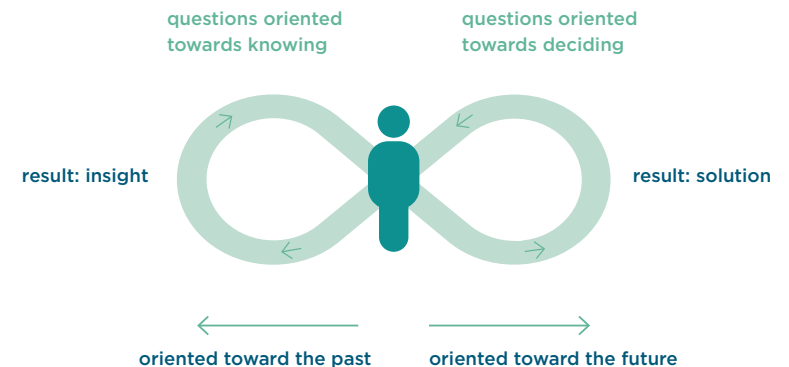 questions oriented
towards knowing
questions oriented
towards deciding
result: insight
result: solution
oriented toward the past
oriented toward the future